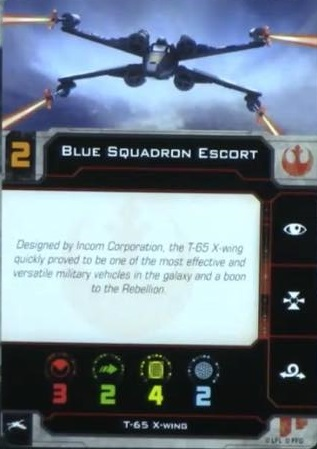 2
BLUE SQUADRON ESCORT
Designed by Incom Corporation, the T-65 X-wing
quickly proved to be one of the most effective and
versatile military vehicles in the galaxy and a boon
to the Rebellion.
3 2 4 2
T-65 X-WING
©LFL ©FFG